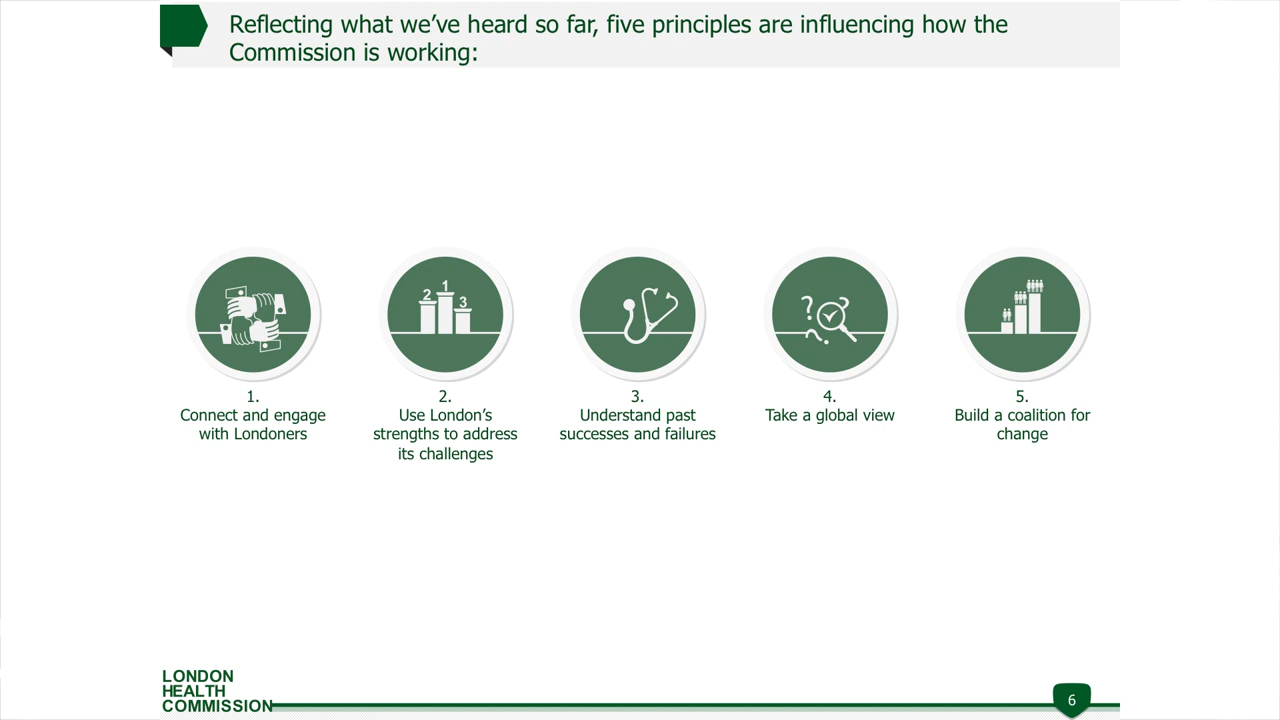 Reflecting what we’ve heard so far, five principles are influencing how the
Commission is working:
2 1 3
1.
Connect and engage
with Londoners
2.
Use London’s
strengths to address
its challenges
3.
Understand past
successes and failures
4.
Take a global view
5.
Build a coalition for
change
LONDON
HEALTH
COMMISSION
6